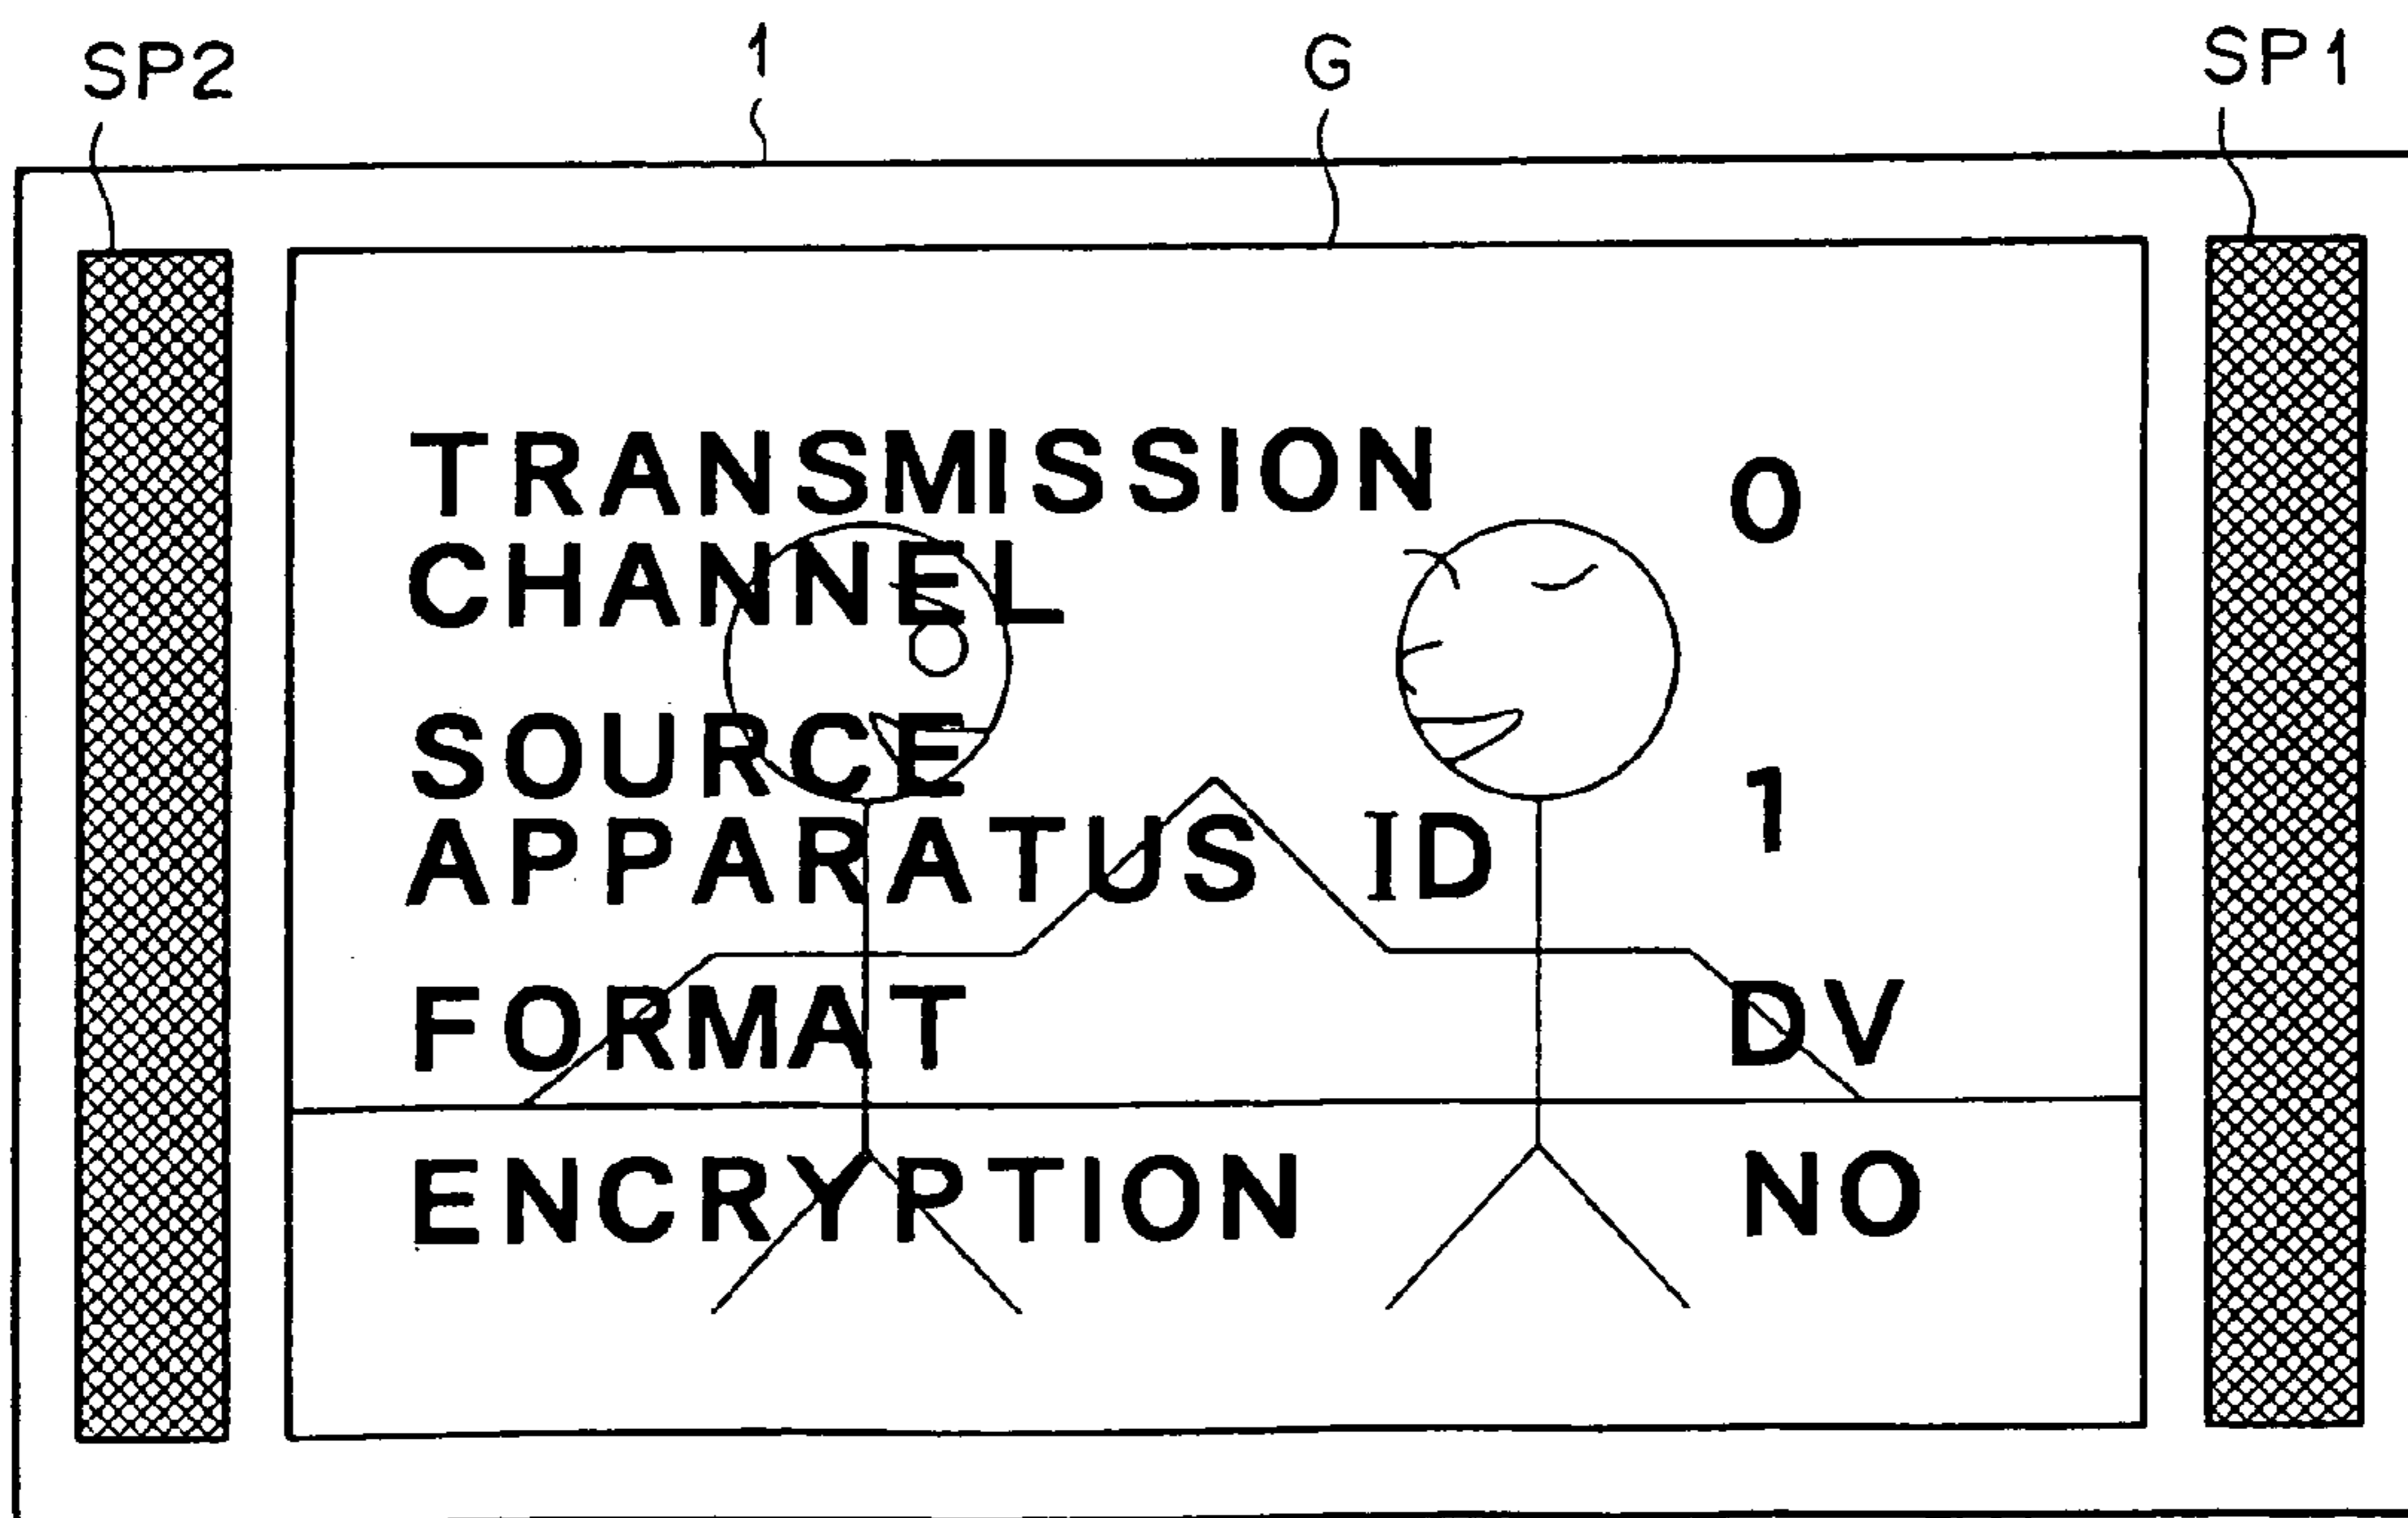 SP2 1 G SP1
TRANSMISSION
CHANNEL 0
SOURCE
APPARATUS ID 1
FORMAT DV
ENCRYPTION NO